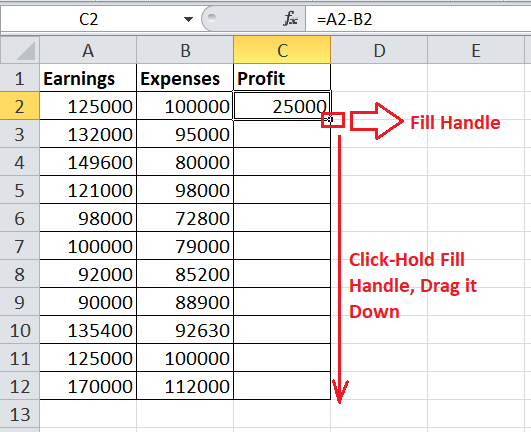 C2 fx =A2-B2
A B C D E
1 Earnings Expenses Profit
2 125000 100000 25000
Fill Handle
3 132000 95000
4 149600 80000
5 121000 98000
6 98000 72800
7 100000 79000
Click-Hold Fill
8 92000 85200
Handle, Drag it
9 90000 88900
Down
10 135400 92630
11 125000 100000
12 170000 112000
13